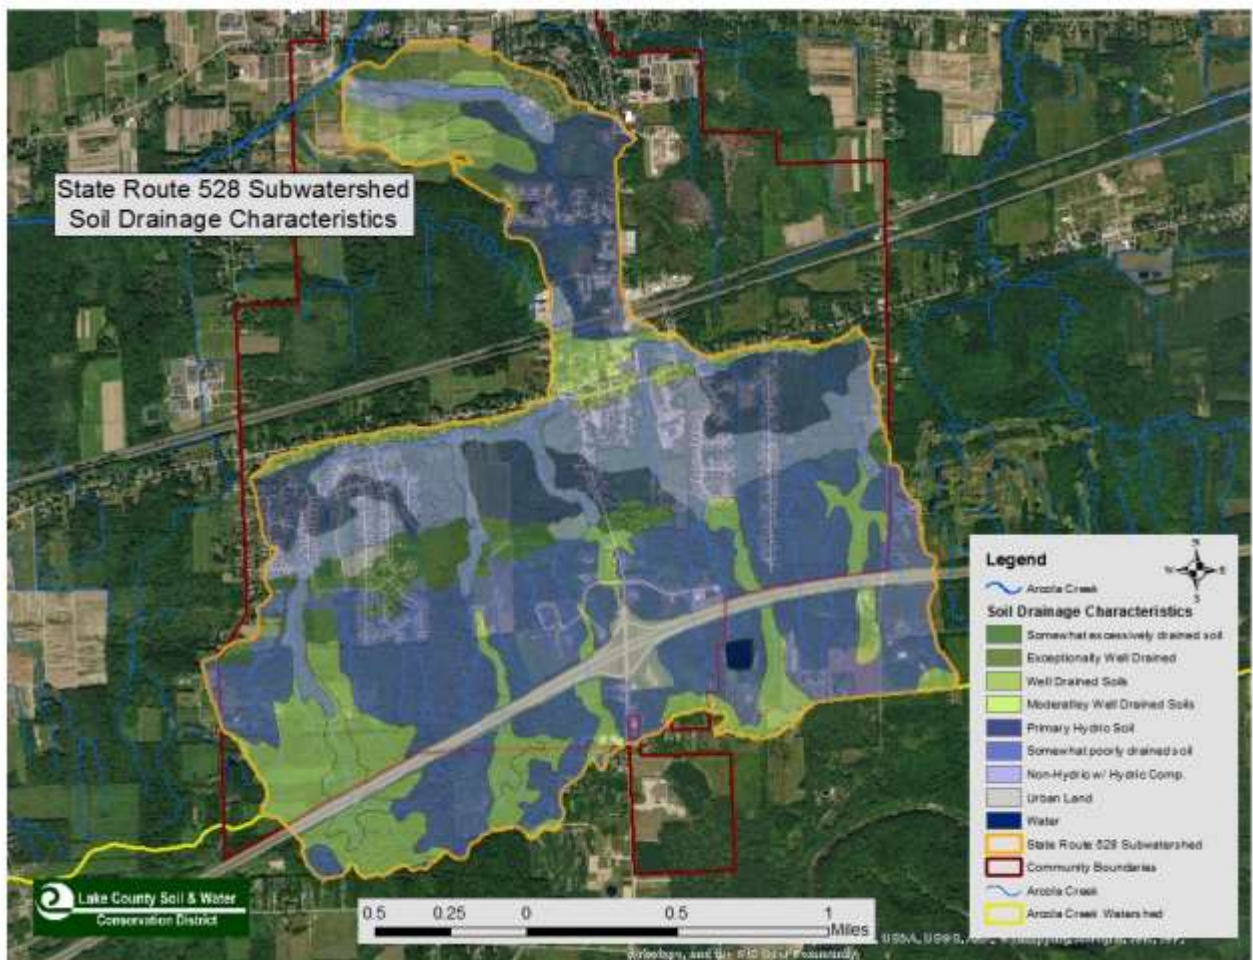 State Route 528 Subwatershed
Soil Drainage Characteristics
Legend
N
W E
S
Arcola Creek
Soil Drainage Characteristics
Somewhat excessively drained soil
Exceptionally Well Drained
Well Drained Soils
Moderatley Well Drained Soils
Primary Hydric Soil
Somewhat poorly drained soil
Non-Hydric w/ Hydric Comp.
Urban Land
Water
State Route 528 Subwatershed
Community Boundaries
Arcola Creek
Arcola Creek Watershed
Lake County Soil & Water
Conservation District
0.5 0.25 0 0.5 1
Miles